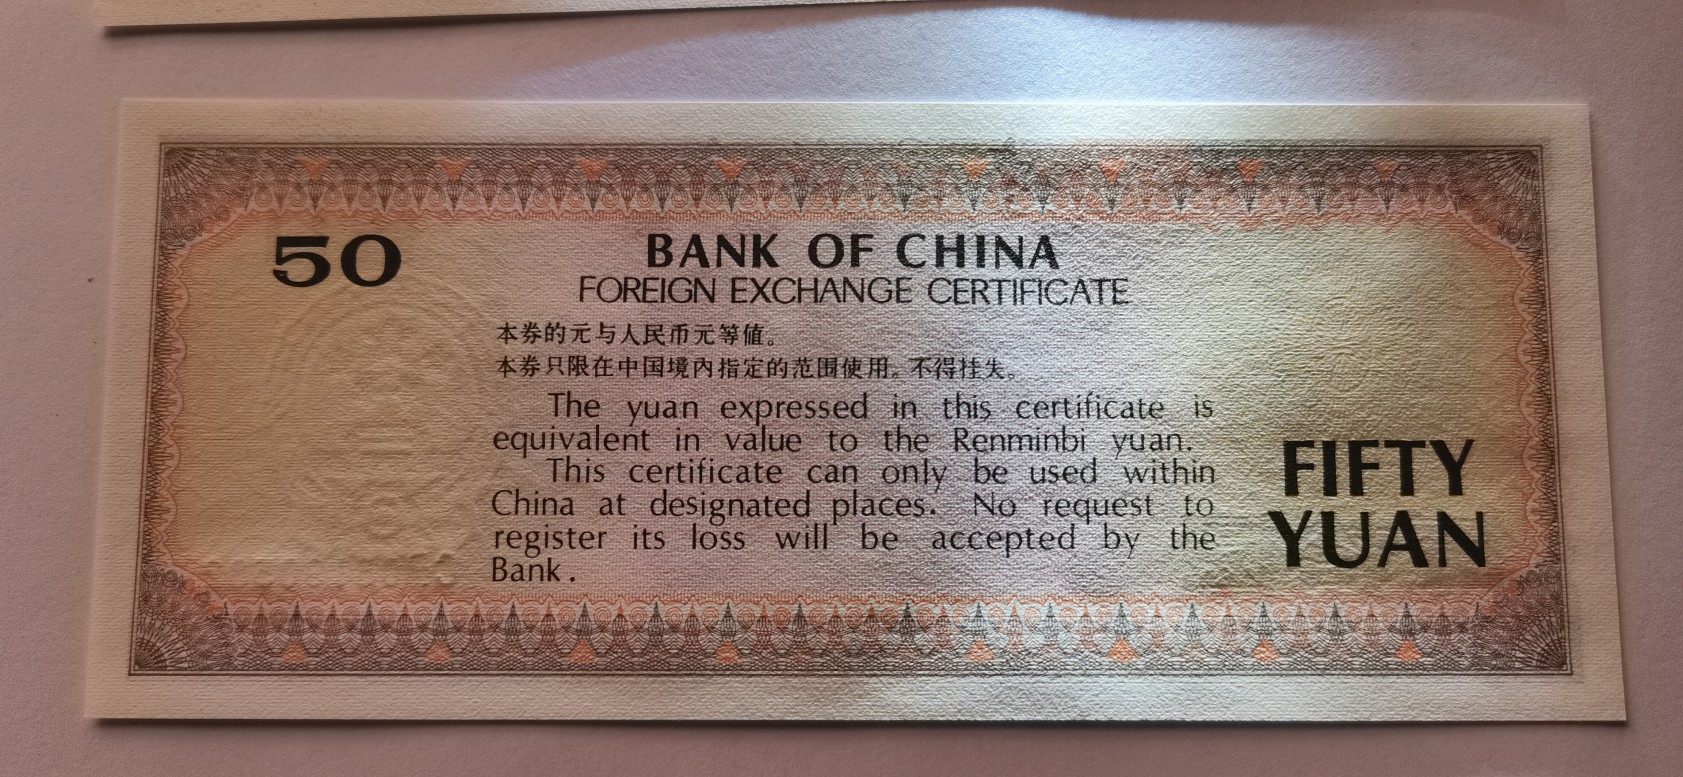 50
BANK OF CHINA
FOREIGN EXCHANGE CERTIFICATE
本券的元与人民币元等值。
本券只限在中国境内指定的范围使用。不得挂失。
The yuan expressed in this certificate is
equivalent in value to the Renminbi yuan.
This certificate can only be used within
China at designated places. No request to
register its loss will be accepted by the
Bank.
FIFTY
YUAN